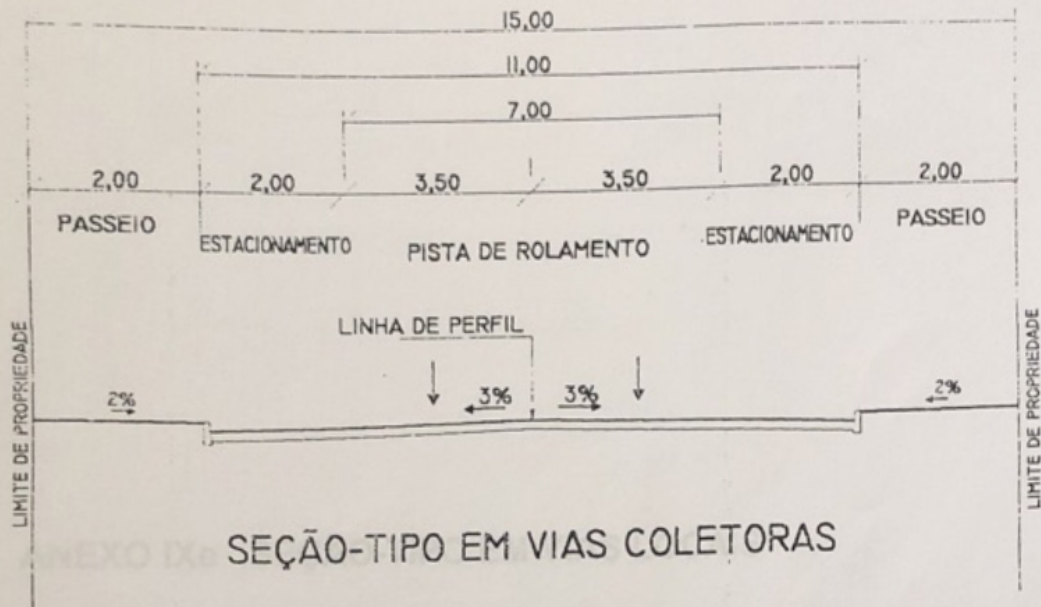 15,00
11,00
7,00
2,00 2,00 3,50 3,50 2,00 2,00
PASSEIO ESTACIONAMENTO PISTA DE ROLAMENTO ESTACIONAMENTO PASSEIO
LINHA DE PERFIL
LIMITE DE PROPRIEDADE
2% 3% 3% 2%
LIMITE DE PROPRIEDADE
SEÇÃO-TIPO EM VIAS COLETORAS
ANEXO IXe